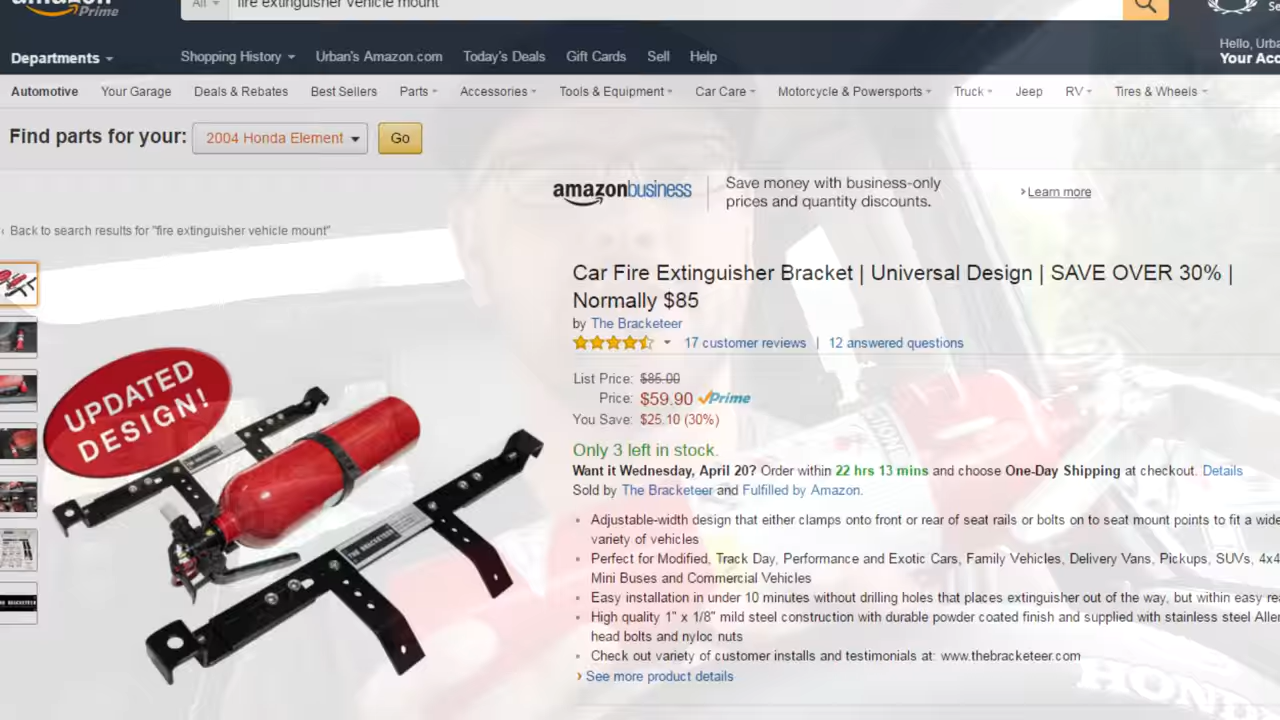 amazon
Prime
All
fire extinguisher vehicle mount
Departments
Shopping History
Urban's Amazon.com
Today's Deals
Gift Cards
Sell
Help
Hello, Urba
Your Acc
Automotive
Your Garage
Deals & Rebates
Best Sellers
Parts
Accessories
Tools & Equipment
Car Care
Motorcycle & Powersports
Truck
Jeep
RV
Tires & Wheels
Find parts for your:
2004 Honda Element
Go
amazonbusiness
Save money with business-only
prices and quantity discounts.
› Learn more
‹ Back to search results for "fire extinguisher vehicle mount"
Car Fire Extinguisher Bracket | Universal Design | SAVE OVER 30% |
Normally $85
by The Bracketeer
17 customer reviews | 12 answered questions
List Price: $85.00
Price: $59.90 Prime
You Save: $25.10 (30%)
Only 3 left in stock.
Want it Wednesday, April 20? Order within 22 hrs 13 mins and choose One-Day Shipping at checkout. Details
Sold by The Bracketeer and Fulfilled by Amazon.
• Adjustable-width design that either clamps onto front or rear of seat rails or bolts on to seat mount points to fit a wide
variety of vehicles
• Perfect for Modified, Track Day, Performance and Exotic Cars, Family Vehicles, Delivery Vans, Pickups, SUVs, 4x4
Mini Buses and Commercial Vehicles
• Easy installation in under 10 minutes without drilling holes that places extinguisher out of the way, but within easy rea
• High quality 1" x 1/8" mild steel construction with durable powder coated finish and supplied with stainless steel Allen
head bolts and nyloc nuts
• Check out variety of customer installs and testimonials at: www.thebracketeer.com
› See more product details
UPDATED
DESIGN!
THE BRACKETEER
HOND